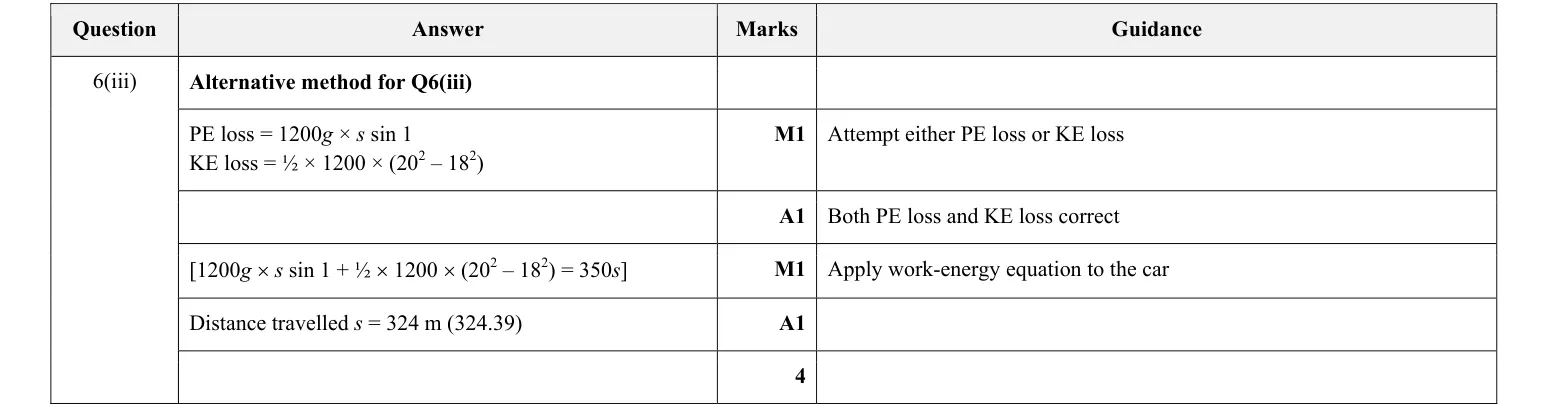 Question Answer Marks Guidance
6(iii) Alternative method for Q6(iii)
PE loss = 1200g × s sin 1 M1 Attempt either PE loss or KE loss
KE loss = ½ × 1200 × (20² – 18²)
A1 Both PE loss and KE loss correct
[1200g × s sin 1 + ½ × 1200 × (20² – 18²) = 350s] M1 Apply work-energy equation to the car
Distance travelled s = 324 m (324.39) A1
4